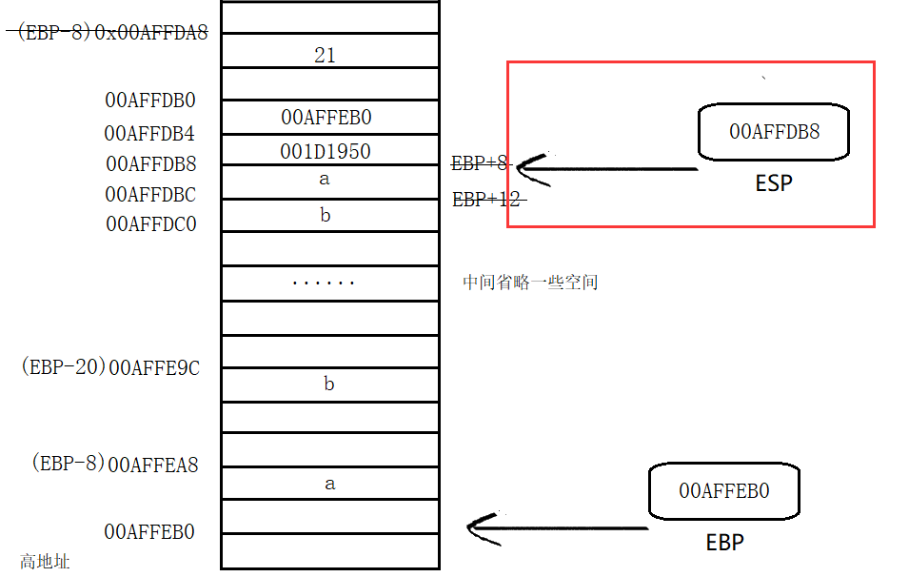 (EBP-8)0x00AFFDA8
21
00AFFDB0
00AFFEB0
00AFFDB4
001D1950
00AFFDB8
a
EBP+8
00AFFDB8
ESP
00AFFDBC
b
EBP+12
00AFFDC0
······
中间省略一些空间
(EBP-20)00AFFE9C
b
(EBP-8)00AFFEA8
a
00AFFEB0
EBP
00AFFEB0
高地址